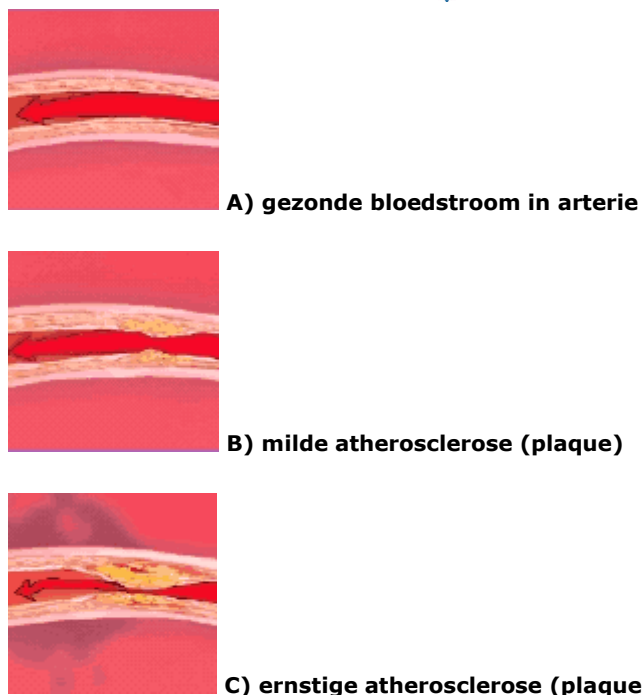 A) gezonde bloedstroom in arterie
B) milde atherosclerose (plaque)
C) ernstige atherosclerose (plaque